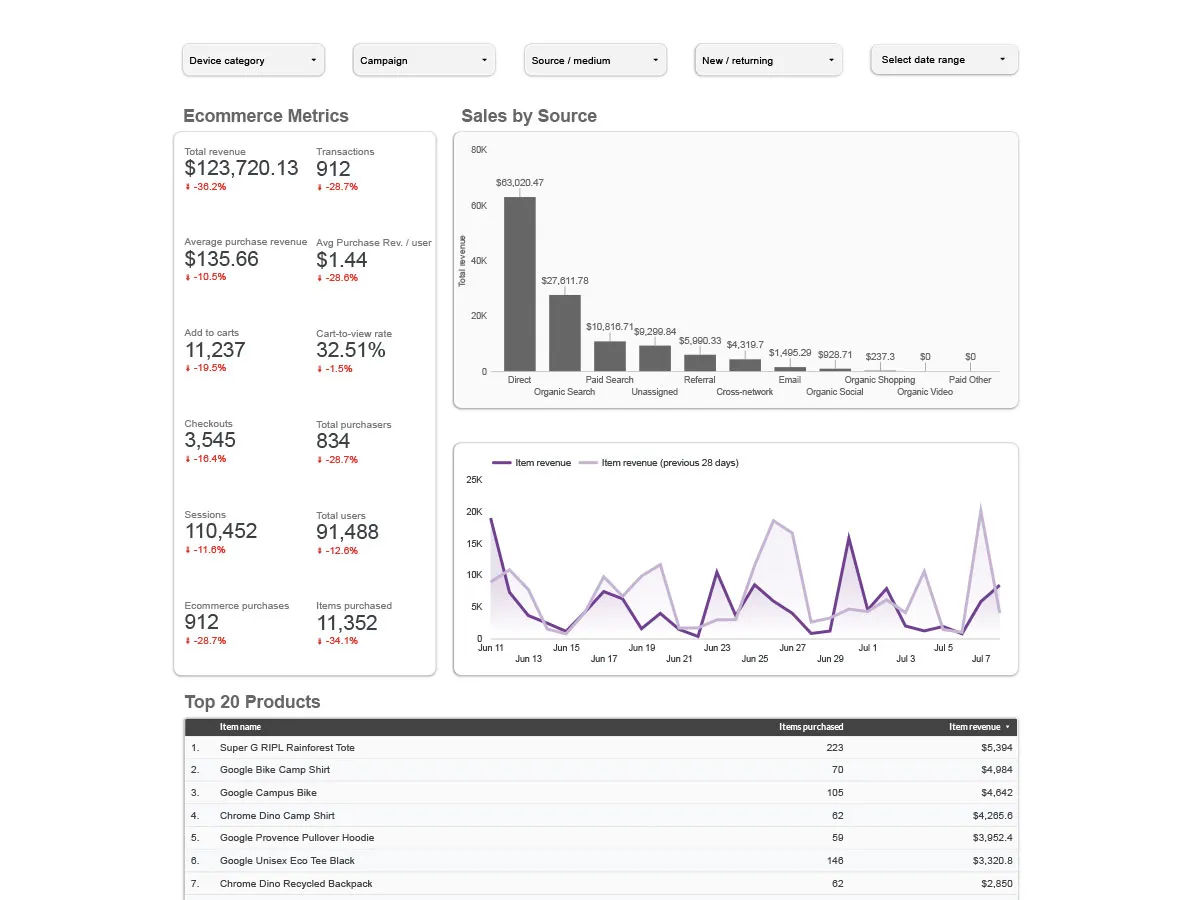 Device category
Campaign
Source / medium
New / returning
Select date range
Ecommerce Metrics
Total revenue
$123,720.13
-36.2%
Transactions
912
-28.7%
Average purchase revenue
$135.66
-10.5%
Avg Purchase Rev. / user
$1.44
-28.6%
Add to carts
11,237
-19.5%
Cart-to-view rate
32.51%
-1.5%
Checkouts
3,545
-16.4%
Total purchasers
834
-28.7%
Sessions
110,452
-11.6%
Total users
91,488
-12.6%
Ecommerce purchases
912
-28.7%
Items purchased
11,352
-34.1%
Sales by Source
Total revenue
80K
60K
40K
20K
0
$63,020.47
$27,611.78
$10,816.71
$9,299.84
$5,990.33
$4,319.7
$1,495.29
$928.71
$237.3
$0
$0
Direct
Organic Search
Paid Search
Unassigned
Referral
Cross-network
Email
Organic Social
Organic Shopping
Organic Video
Paid Other
Item revenue
Item revenue (previous 28 days)
25K
20K
15K
10K
5K
0
Jun 11
Jun 13
Jun 15
Jun 17
Jun 19
Jun 21
Jun 23
Jun 25
Jun 27
Jun 29
Jul 1
Jul 3
Jul 5
Jul 7
Top 20 Products
Item name Items purchased Item revenue
1. Super G RIPL Rainforest Tote 223 $5,394
2. Google Bike Camp Shirt 70 $4,984
3. Google Campus Bike 105 $4,642
4. Chrome Dino Camp Shirt 62 $4,265.6
5. Google Provence Pullover Hoodie 59 $3,952.4
6. Google Unisex Eco Tee Black 146 $3,320.8
7. Chrome Dino Recycled Backpack 62 $2,850